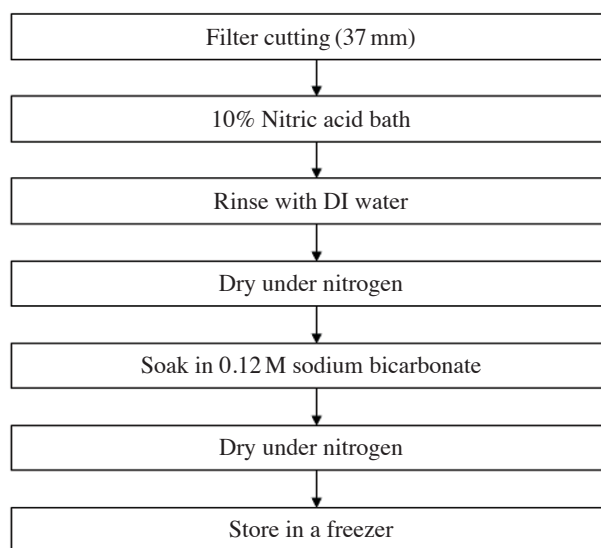 Filter cutting (37 mm)
10% Nitric acid bath
Rinse with DI water
Dry under nitrogen
Soak in 0.12 M sodium bicarbonate
Dry under nitrogen
Store in a freezer